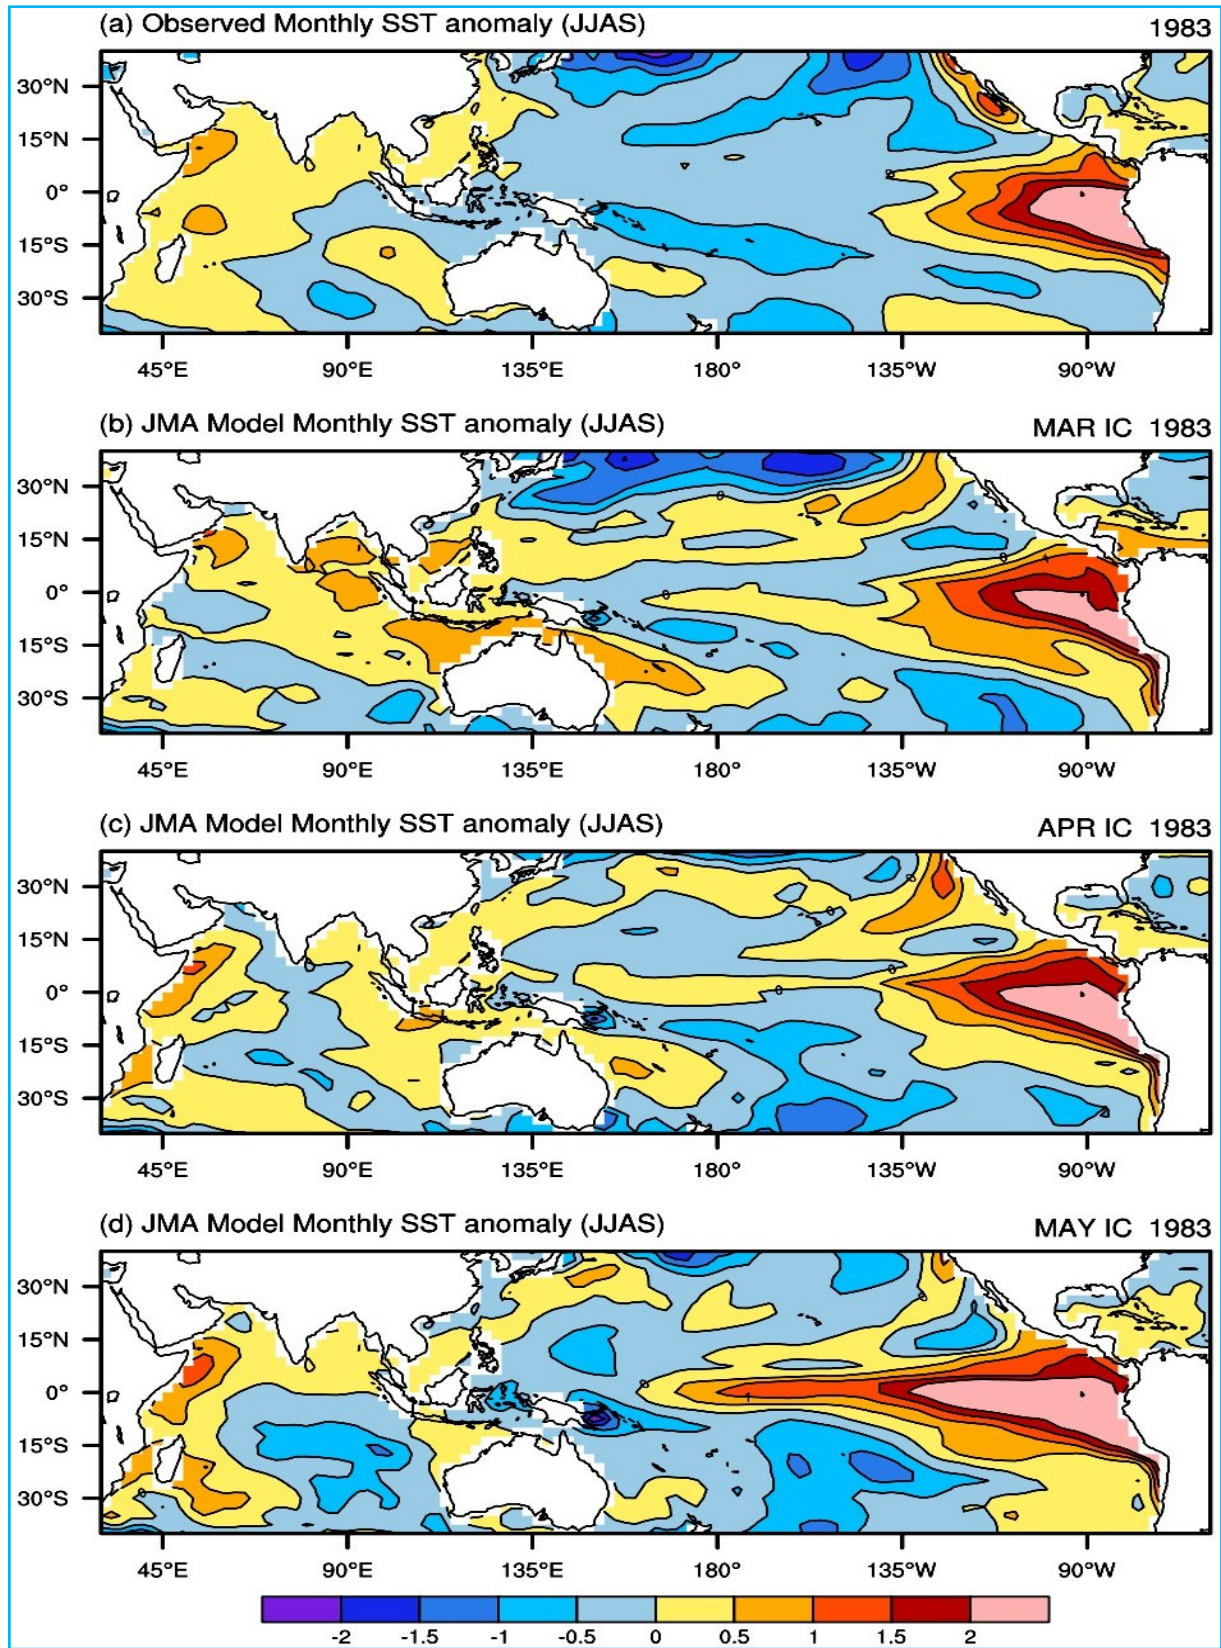 (a) Observed Monthly SST anomaly (JJAS) 1983
30°N
15°N
0°
15°S
30°S
45°E 90°E 135°E 180° 135°W 90°W
(b) JMA Model Monthly SST anomaly (JJAS) MAR IC 1983
30°N
15°N
0°
15°S
30°S
45°E 90°E 135°E 180° 135°W 90°W
(c) JMA Model Monthly SST anomaly (JJAS) APR IC 1983
30°N
15°N
0°
15°S
30°S
45°E 90°E 135°E 180° 135°W 90°W
(d) JMA Model Monthly SST anomaly (JJAS) MAY IC 1983
30°N
15°N
0°
15°S
30°S
45°E 90°E 135°E 180° 135°W 90°W
-2 -1.5 -1 -0.5 0 0.5 1 1.5 2